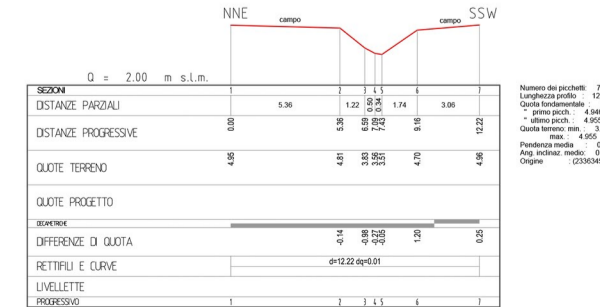 NNE SSW
campo campo
Q = 2.00 m s.l.m.
SEZIONI 1 2 3 4 5 6 7
DISTANZE PARZIALI 5.36 1.22 0.50 0.34 1.74 3.06
DISTANZE PROGRESSIVE 0.00 5.36 6.59 7.09 7.43 9.16 12.22
QUOTE TERRENO 4.95 4.81 3.83 3.56 3.51 4.70 4.96
QUOTE PROGETTO
DECAMETRICHE
DIFFERENZE DI QUOTA -0.14 -0.98 -0.27 -0.05 1.20 0.25
RETTIFILI E CURVE d=12.22 dq=0.01
LIVELLETTE
PROGRESSIVO 1 2 3 4 5 6 7
Numero dei picchetti: 7
Lunghezza profilo : 12
Quota fondamentale :
" primo picch. : 4.946
" ultimo picch. : 4.955
Quota terreno: min. : 3.
max. : 4.955
Pendenza media : 0
Ang. inclinaz. medio: 0
Origine : (2336345